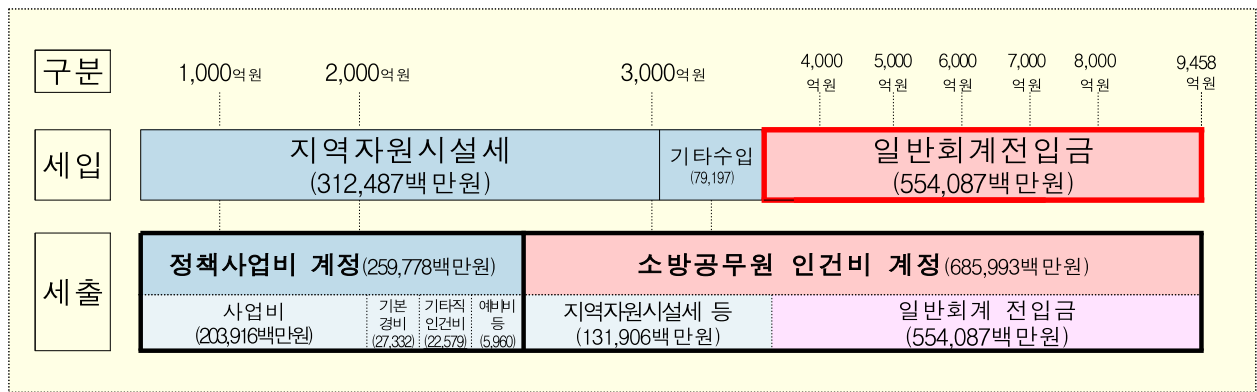 구분
1,000억원
2,000억원
3,000억원
4,000
억원
5,000
억원
6,000
억원
7,000
억원
8,000
억원
9,458
억원
세입
지역자원시설세
(312,487백만원)
기타수입
(79,197)
일반회계전입금
(554,087백만원)
세출
정책사업비 계정(259,778백만원)
소방공무원 인건비 계정(685,993백만원)
사업비
(203,916백만원)
기본
경비
(27,332)
기타직
인건비
(22,579)
예비비
등
(5,960)
지역자원시설세 등
(131,906백만원)
일반회계 전입금
(554,087백만원)